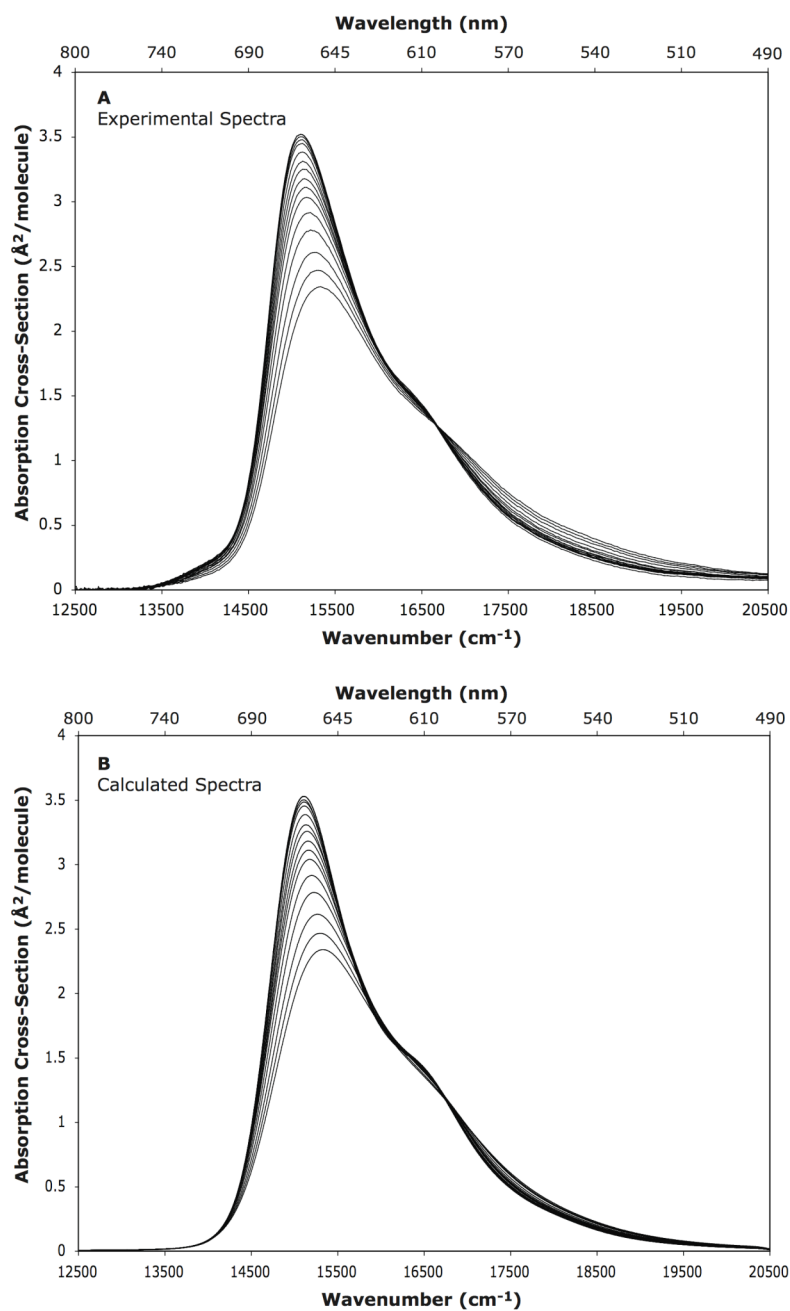 Wavelength (nm)
800 740 690 645 610 570 540 510 490
4
A
Experimental Spectra
3.5
3
2.5
2
1.5
1
0.5
0
Absorption Cross-Section (Å²/molecule)
12500 13500 14500 15500 16500 17500 18500 19500 20500
Wavenumber (cm⁻¹)
Wavelength (nm)
800 740 690 645 610 570 540 510 490
4
B
Calculated Spectra
3.5
3
2.5
2
1.5
1
0.5
0
Absorption Cross-Section (Å²/molecule)
12500 13500 14500 15500 16500 17500 18500 19500 20500
Wavenumber (cm⁻¹)